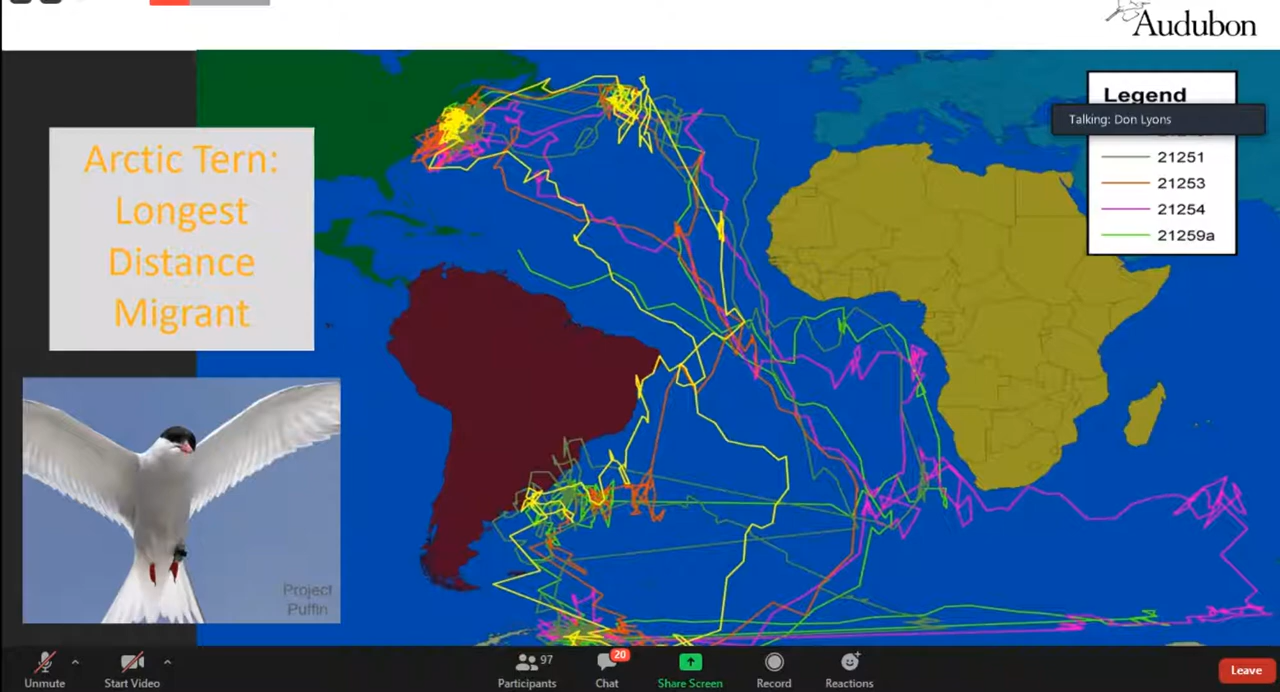 Audubon
Arctic Tern:
Longest
Distance
Migrant
Legend
Talking: Don Lyons
21251
21253
21254
21259a
Project
Puffin
Unmute
Start Video
97
Participants
20
Chat
Share Screen
Record
Reactions
Leave